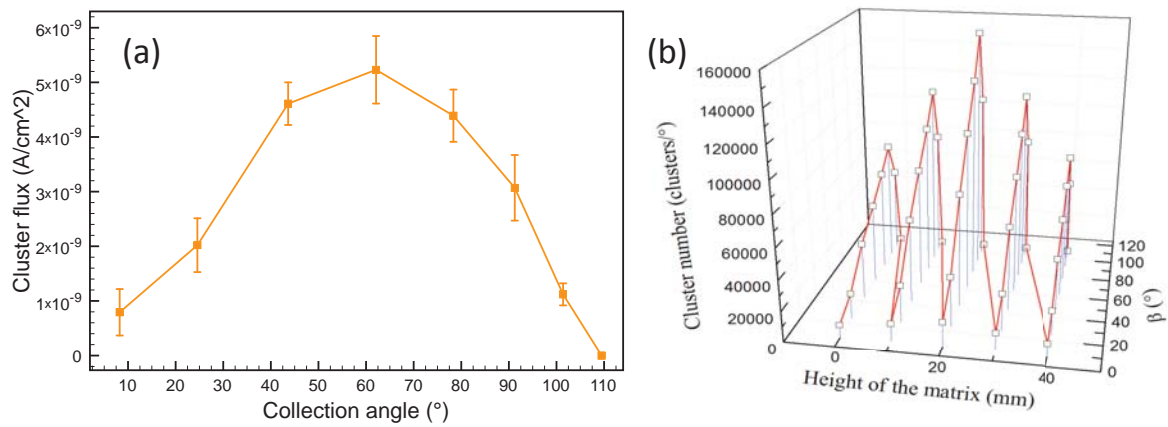 (a)
Cluster flux (A/cm^2)
6×10⁻⁹
5×10⁻⁹
4×10⁻⁹
3×10⁻⁹
2×10⁻⁹
1×10⁻⁹
0
10 20 30 40 50 60 70 80 90 100 110
Collection angle (°)
(b)
Cluster number (clusters/°)
160000
140000
120000
100000
80000
60000
40000
20000
0
0 20 40
Height of the matrix (mm)
120
100
80
60
40
20
0
β (°)